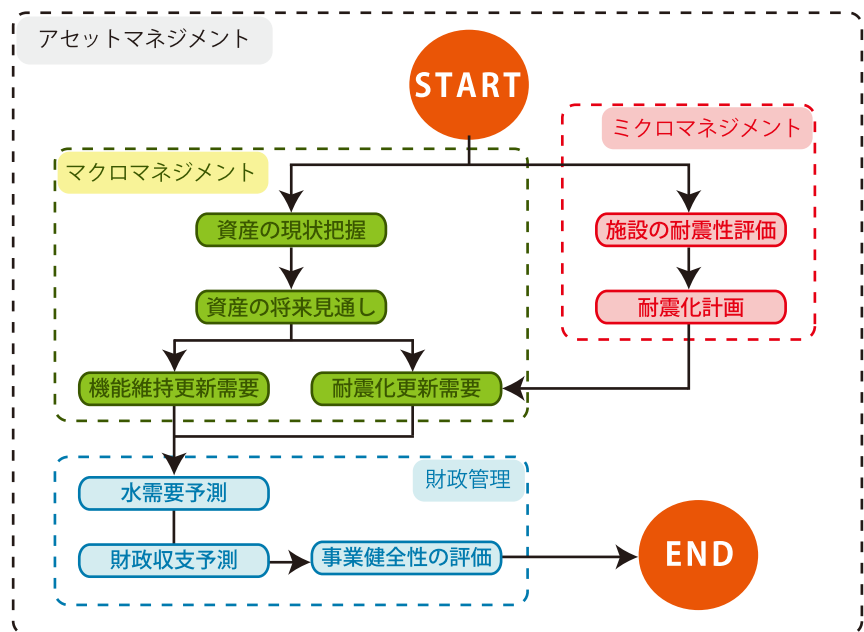 アセットマネジメント
START
ミクロマネジメント
マクロマネジメント
資産の現状把握
施設の耐震性評価
資産の将来見通し
耐震化計画
機能維持更新需要
耐震化更新需要
財政管理
水需要予測
財政収支予測
事業健全性の評価
END